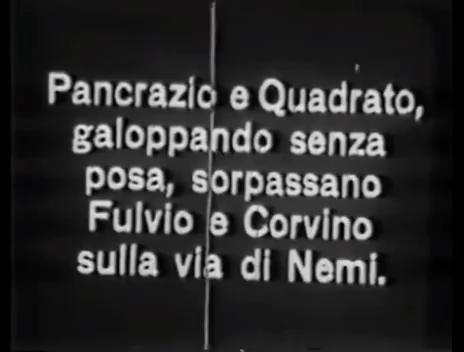 Pancrazio e Quadrato,
galoppando senza
posa, sorpassano
Fulvio e Corvino
sulla via di Nemi.